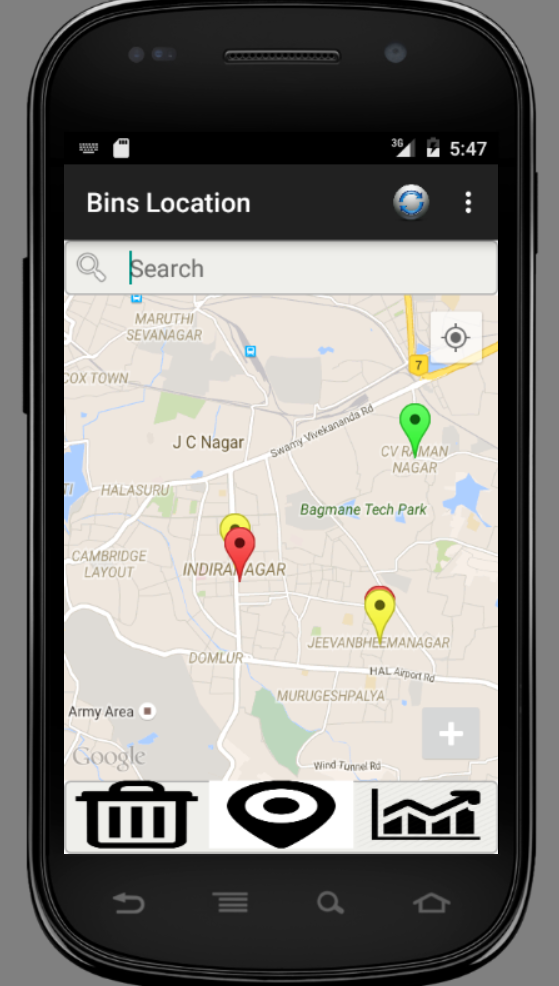 3G 5:47
Bins Location
Search
MARUTHI
SEVANAGAR
COX TOWN
7
J C Nagar
Swamy Vivekananda Rd
CV RAMAN
NAGAR
HALASURU
Bagmane Tech Park
CAMBRIDGE
LAYOUT
INDIRANAGAR
JEEVANBHEEMANAGAR
DOMLUR
HAL Airport Rd
MURUGESHPALYA
Army Area
Google
Wind Tunnel Rd